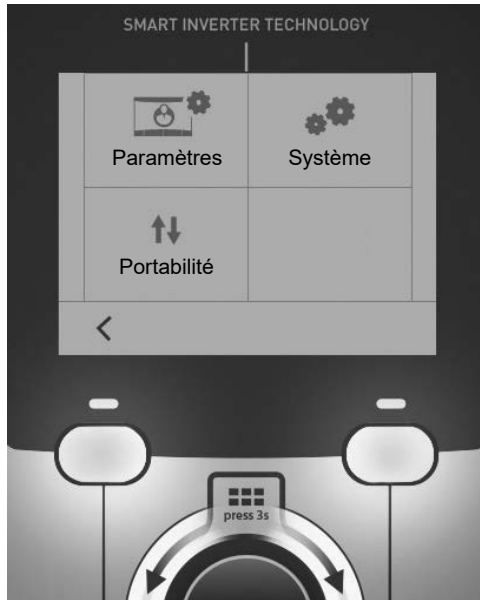 SMART INVERTER TECHNOLOGY
Paramètres
Système
Portabilité
press 3s